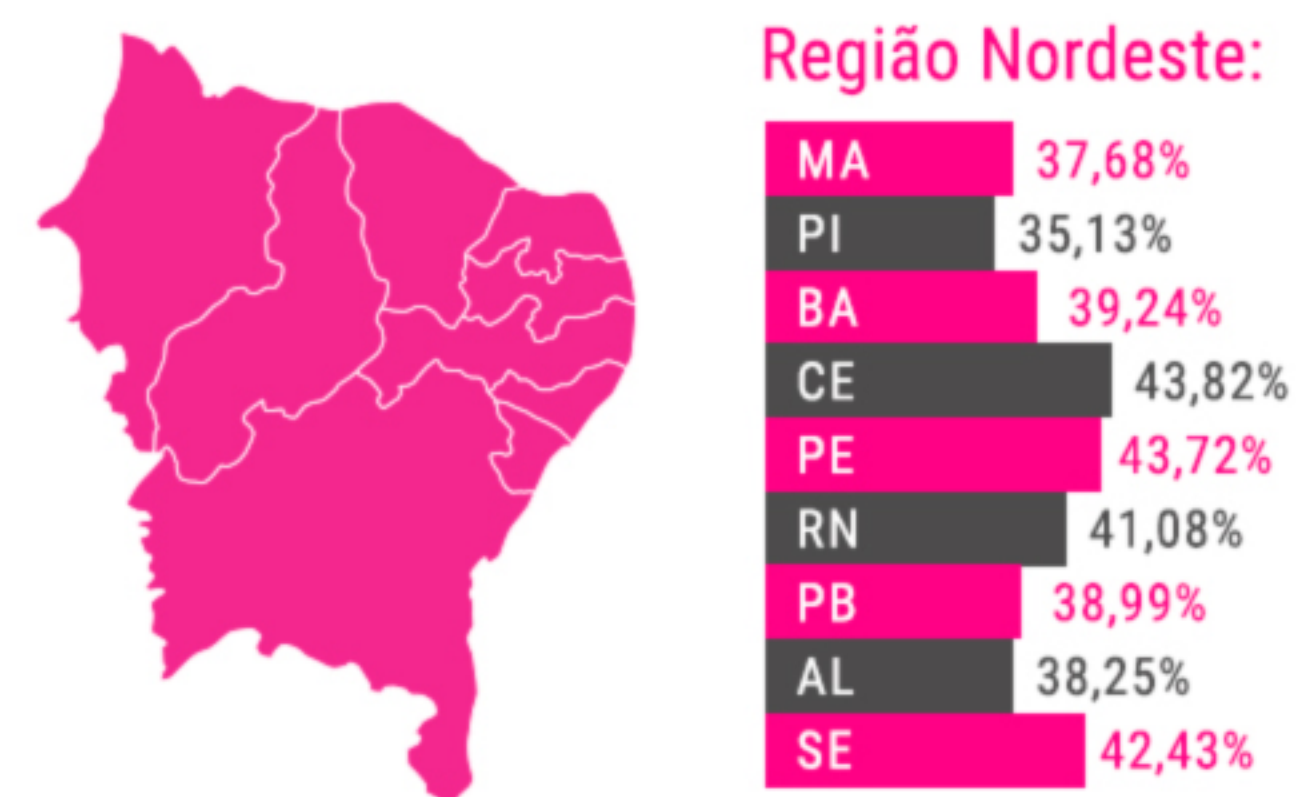 Região Nordeste:
MA 37,68%
PI 35,13%
BA 39,24%
CE 43,82%
PE 43,72%
RN 41,08%
PB 38,99%
AL 38,25%
SE 42,43%